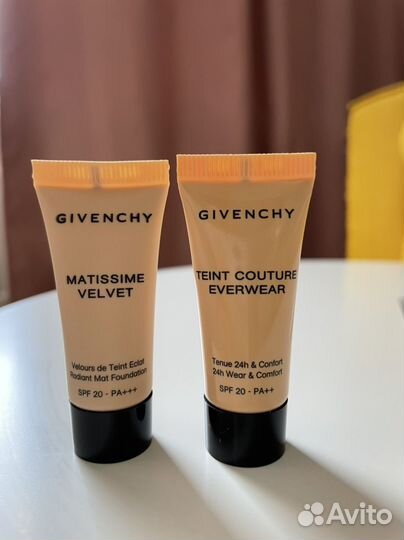 GIVENCHY
MATISSIME
VELVET
Velours de Teint Eclat
Radiant Mat Foundation
SPF 20 - PA+++
GIVENCHY
TEINT COUTURE
EVERWEAR
Tenue 24h & Confort
24h Wear & Comfort
SPF 20 - PA++
Avito